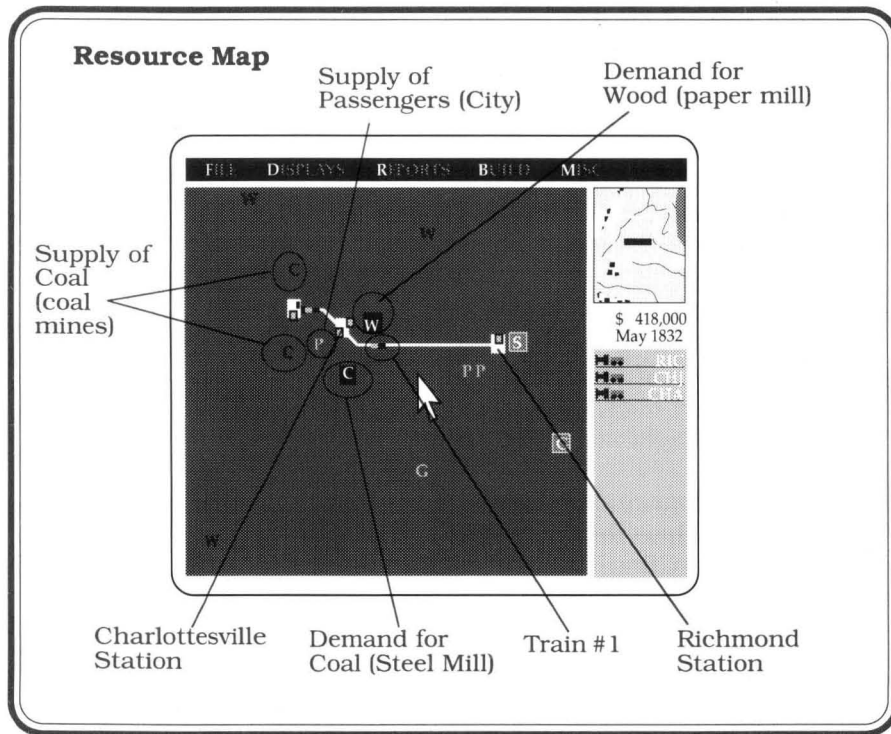 Resource Map
Supply of
Passengers (City)
Demand for
Wood (paper mill)
FILE DISPLAYS REPORTS BUILD MISC
Supply of
Coal
(coal
mines)
W
W
C
W
C
P
C
S
P P
C
G
W
$ 418,000
May 1832
RIC
CHA
Charlottesville
Station
Demand for
Coal (Steel Mill)
Train #1
Richmond
Station